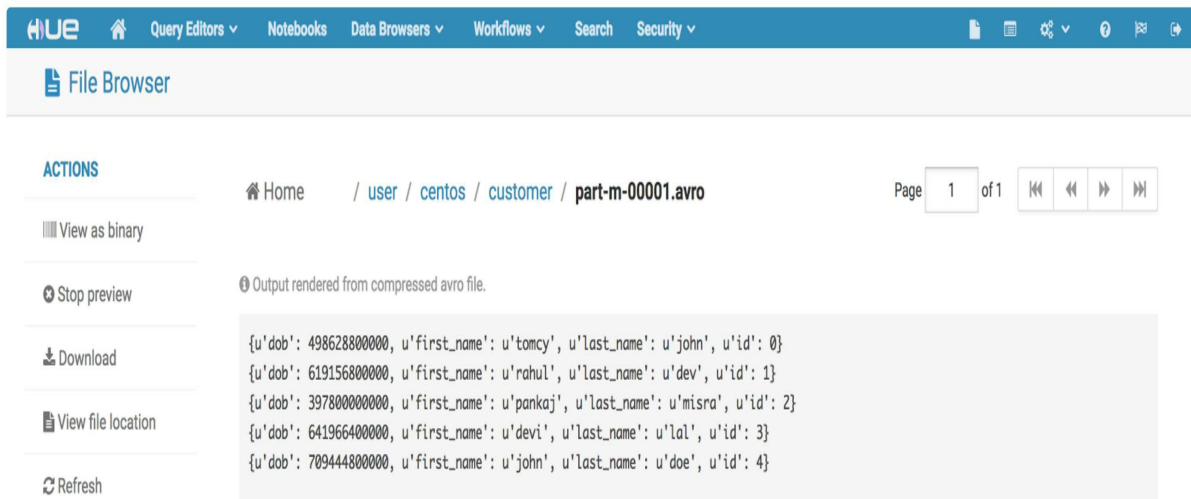 HUE Query Editors Notebooks Data Browsers Workflows Search Security
File Browser
ACTIONS
View as binary
Stop preview
Download
View file location
Refresh
Home / user / centos / customer / part-m-00001.avro Page 1 of 1
Output rendered from compressed avro file.
{u'dob': 498628800000, u'first_name': u'tomcy', u'last_name': u'john', u'id': 0}
{u'dob': 619156800000, u'first_name': u'rahul', u'last_name': u'dev', u'id': 1}
{u'dob': 397800000000, u'first_name': u'pankaj', u'last_name': u'misra', u'id': 2}
{u'dob': 641966400000, u'first_name': u'devi', u'last_name': u'lal', u'id': 3}
{u'dob': 709444800000, u'first_name': u'john', u'last_name': u'doe', u'id': 4}